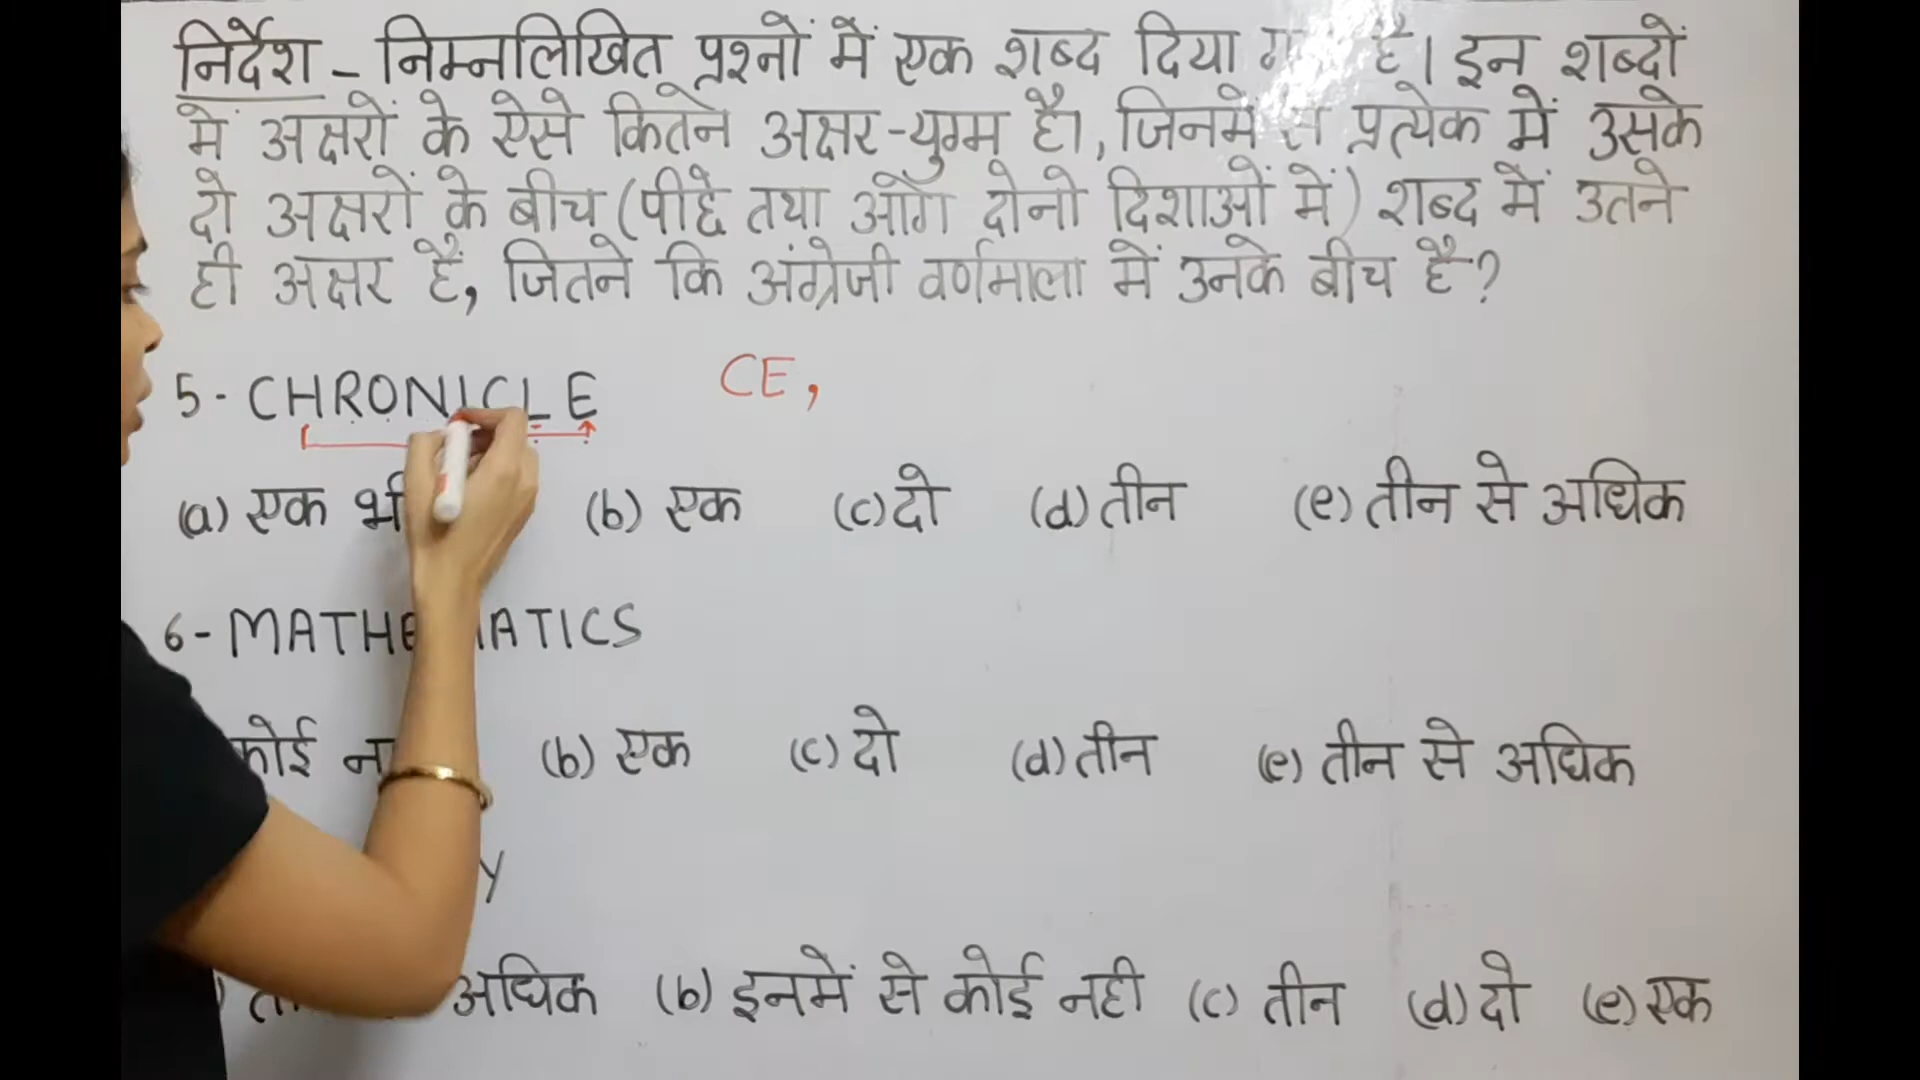 निर्देश - निम्नलिखित प्रश्नों में एक शब्द दिया है। इन शब्दों
में अक्षरों के ऐसे कितने अक्षर-युग्म है।, जिनमें से प्रत्येक में उसके
दो अक्षरों के बीच (पीछे तथा आगे दोनो दिशाओं में) शब्द में उतने
ही अक्षर हैं, जितने कि अंग्रेजी वर्णमाला में उनके बीच है?
5- CHRONICLE CE,
(a) एक (b) एक (c) दो (d) तीन (e) तीन से अधिक
6-
कोई (b) एक (c) दो (d) तीन (e) तीन से अधिक
Y
अधिक (b) इनमें से कोई नही (c) तीन (d) दो (e) एक